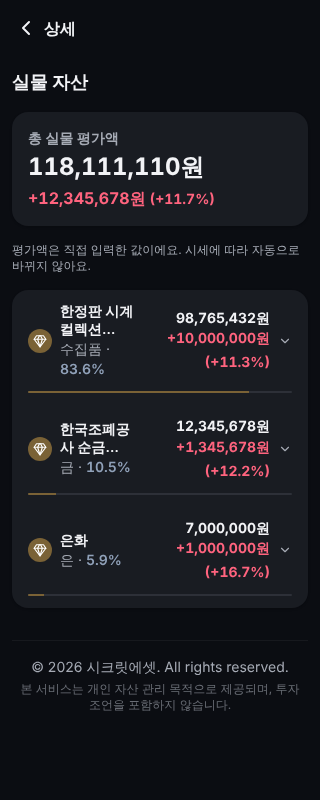 상세
실물 자산
총 실물 평가액
118,111,110원
+12,345,678원 (+11.7%)
평가액은 직접 입력한 값이에요. 시세에 따라 자동으로
바뀌지 않아요.
한정판 시계
컬렉션...
수집품 ·
83.6%
98,765,432원
+10,000,000원
(+11.3%)
한국조폐공
사 순금...
금 · 10.5%
12,345,678원
+1,345,678원
(+12.2%)
은화
은 · 5.9%
7,000,000원
+1,000,000원
(+16.7%)
© 2026 시크릿에셋. All rights reserved.
본 서비스는 개인 자산 관리 목적으로 제공되며, 투자
조언을 포함하지 않습니다.